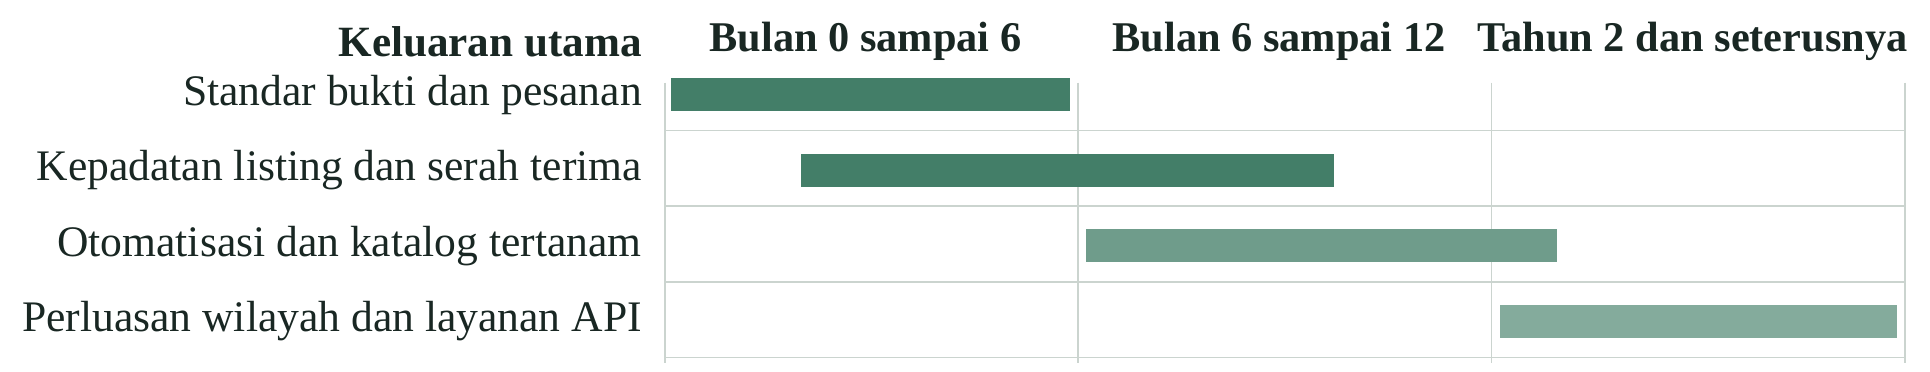 Keluaran utama
Bulan 0 sampai 6
Bulan 6 sampai 12
Tahun 2 dan seterusnya
Standar bukti dan pesanan
Kepadatan listing dan serah terima
Otomatisasi dan katalog tertanam
Perluasan wilayah dan layanan API